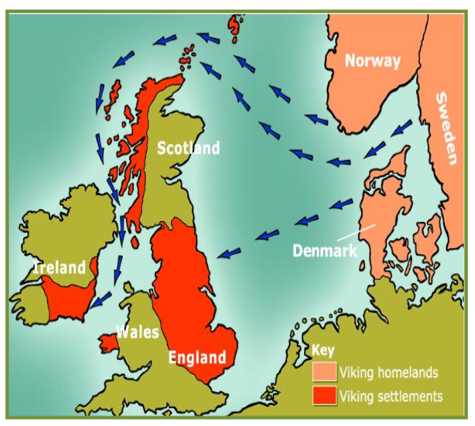 Norway
Sweden
Scotland
Denmark
Ireland
Wales
England
Key
Viking homelands
Viking settlements